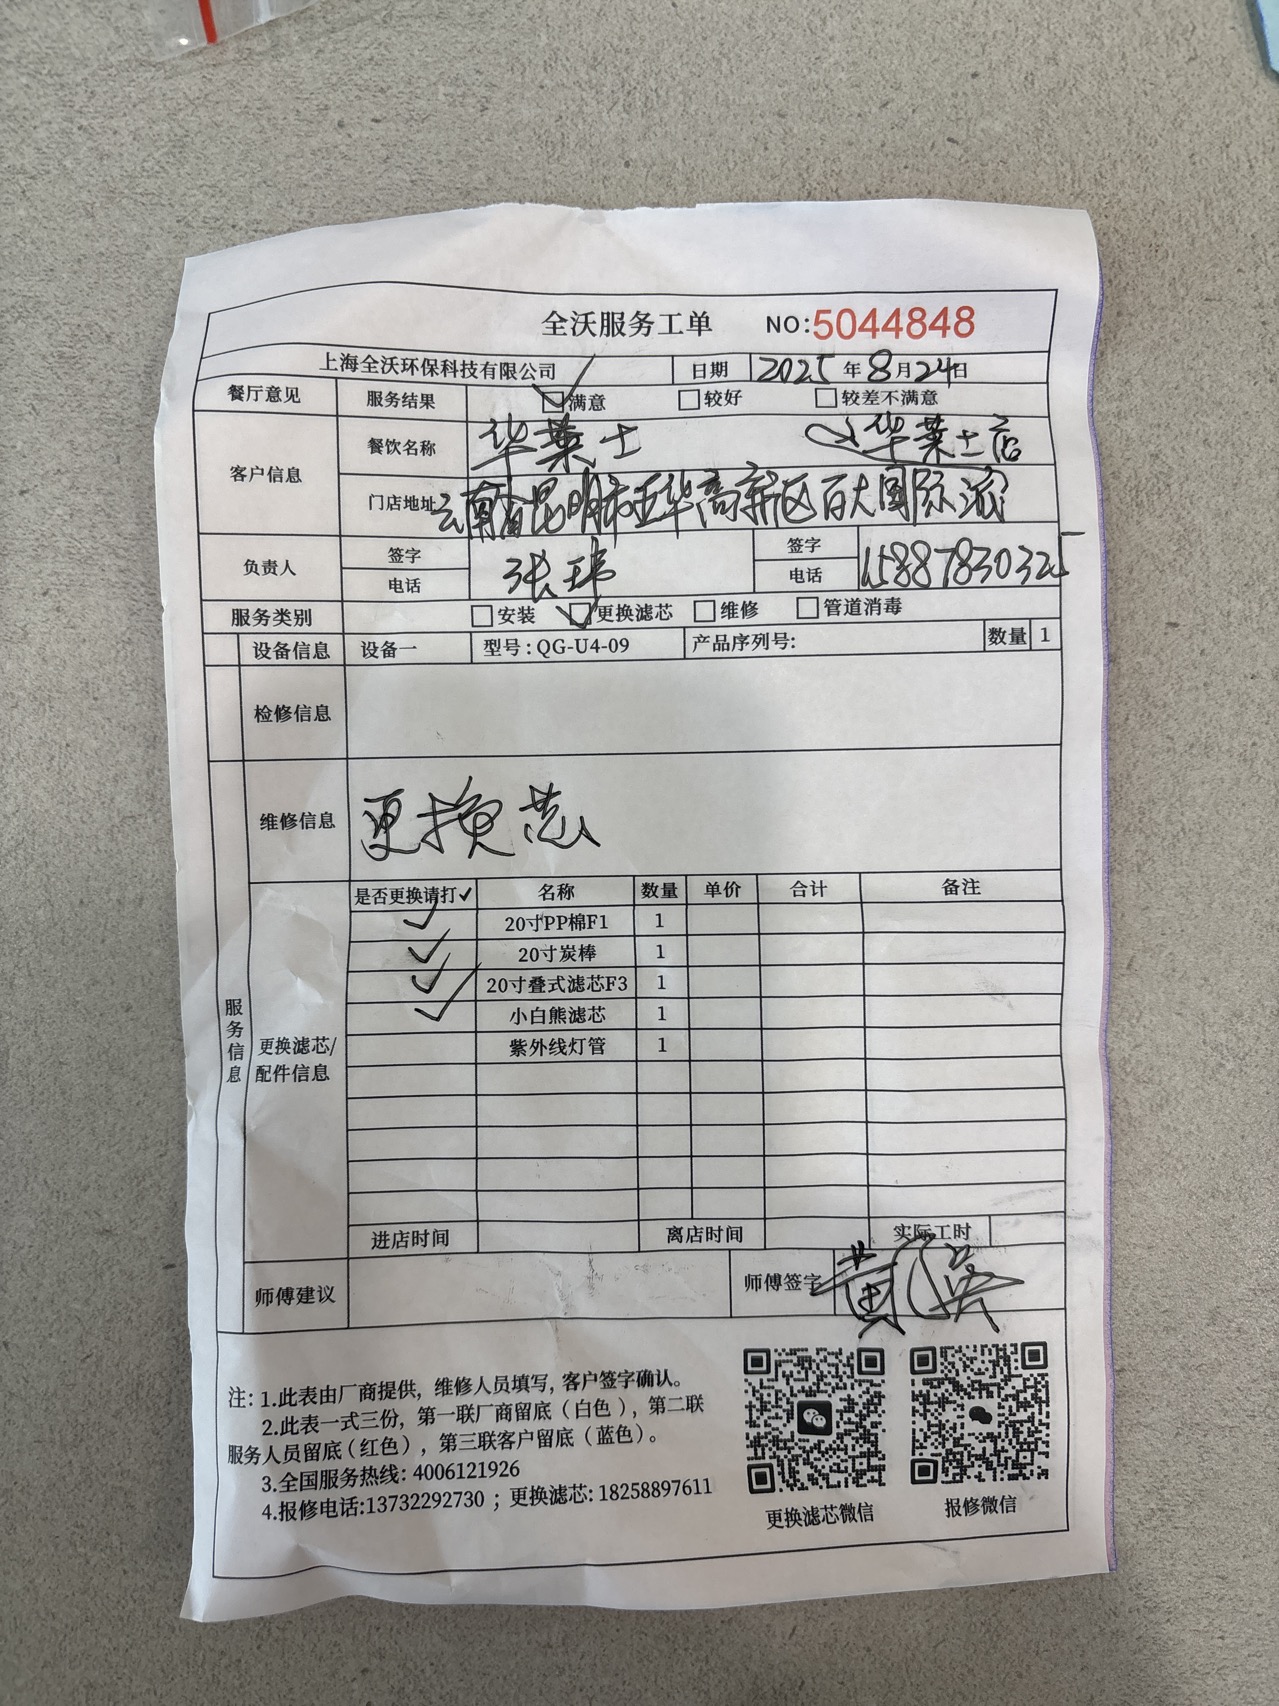 全沃服务工单 NO:5044848
上海全沃环保科技有限公司 日期 2025年8月24日
餐厅意见 服务结果 ☑满意 □较好 □较差不满意
客户信息 餐饮名称 华莱士 华莱士店
门店地址 云南省昆明市五华高新区百大国际派
负责人 签字 张玮 签字
电话 电话 15887830325
服务类别 □安装 ☑更换滤芯 □维修 □管道消毒
设备信息 设备一 型号：QG-U4-09 产品序列号: 数量 1
检修信息
维修信息 更换芯
服务信息
更换滤芯/配件信息
是否更换请打✓ 名称 数量 单价 合计 备注
✓ 20寸PP棉F1 1
✓ 20寸炭棒 1
✓ 20寸叠式滤芯F3 1
✓ 小白熊滤芯 1
紫外线灯管 1
进店时间 离店时间 实际工时
师傅建议 师傅签字 黄
注: 1.此表由厂商提供, 维修人员填写, 客户签字确认。
2.此表一式三份, 第一联厂商留底（白色）, 第二联
服务人员留底（红色）, 第三联客户留底（蓝色）。
3.全国服务热线: 4006121926
4.报修电话:13732292730；更换滤芯: 18258897611
更换滤芯微信 报修微信